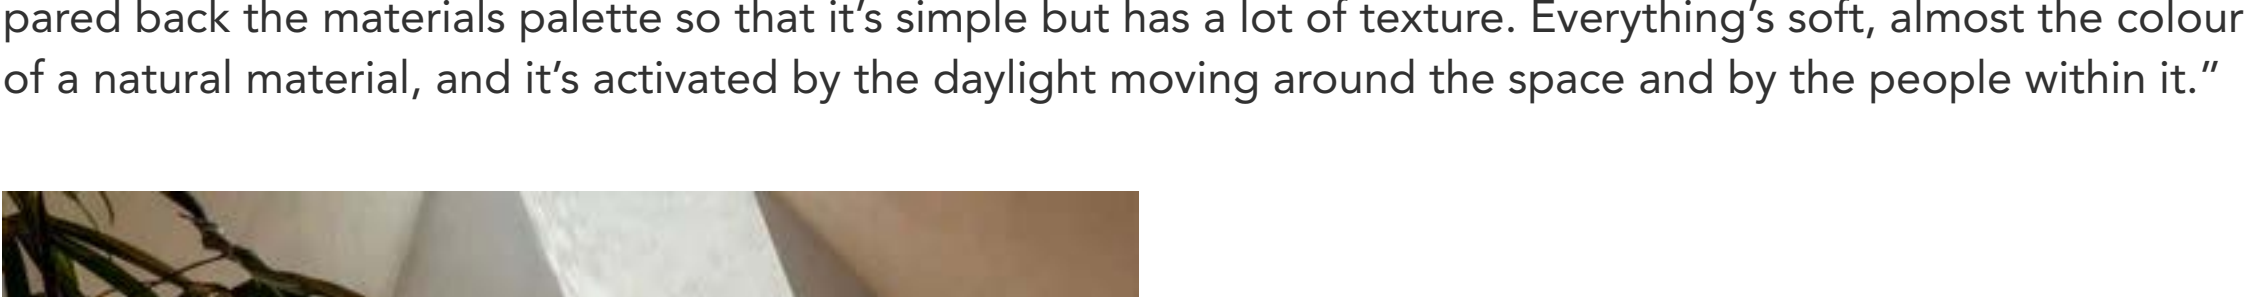 pared back the materials palette so that it’s simple but has a lot of texture. Everything’s soft, almost the colour
of a natural material, and it’s activated by the daylight moving around the space and by the people within it.”